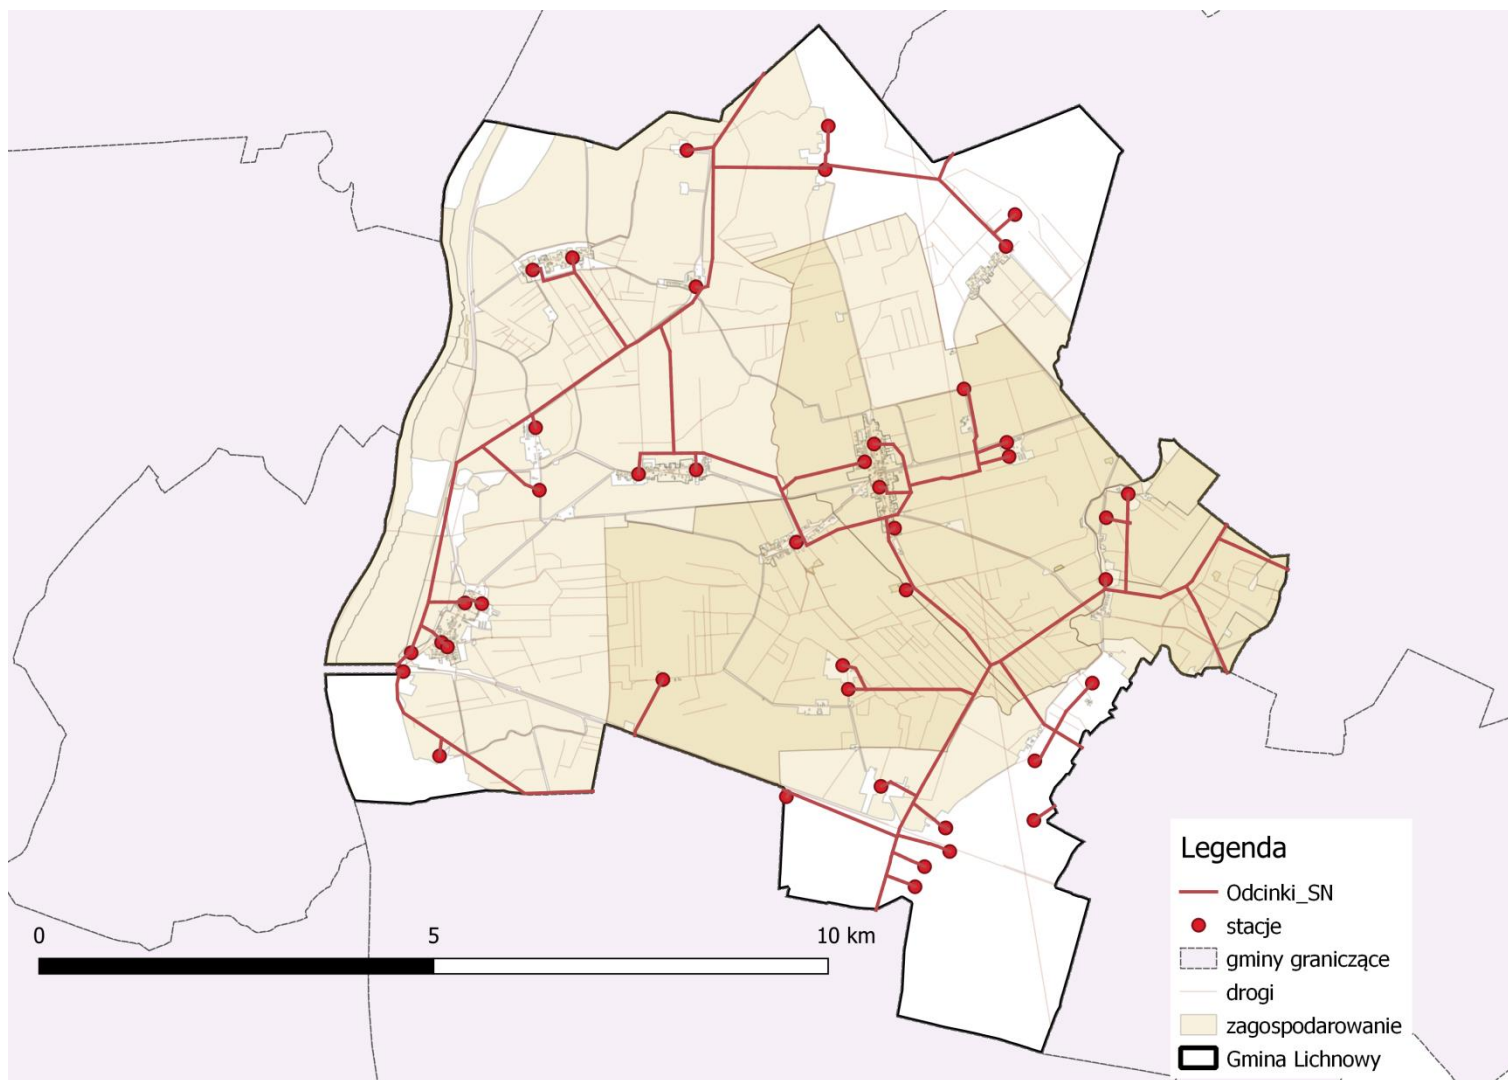 0 5 10 km
Legenda
Odcinki_SN
stacje
gminy graniczące
drogi
zagospodarowanie
Gmina Lichnowy